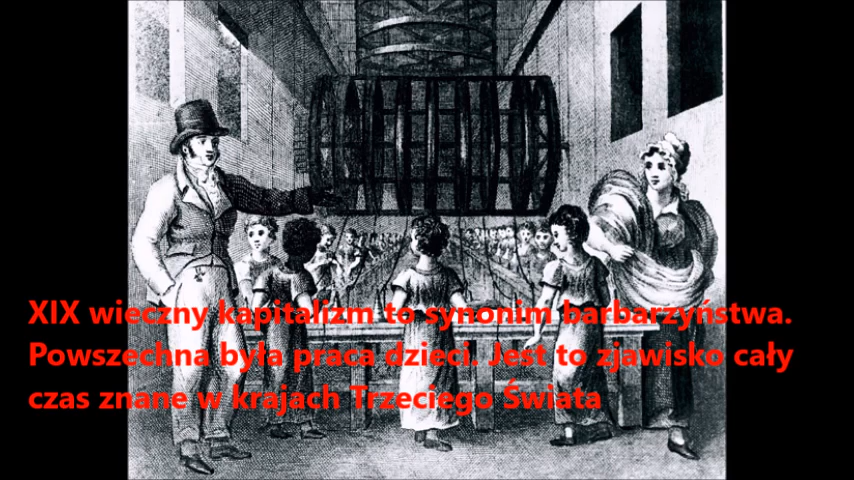 XIX wieczny kapitalizm to synonim barbarzyństwa.
Powszechna była praca dzieci. Jest to zjawisko cały
czas znane w krajach Trzeciego Świata